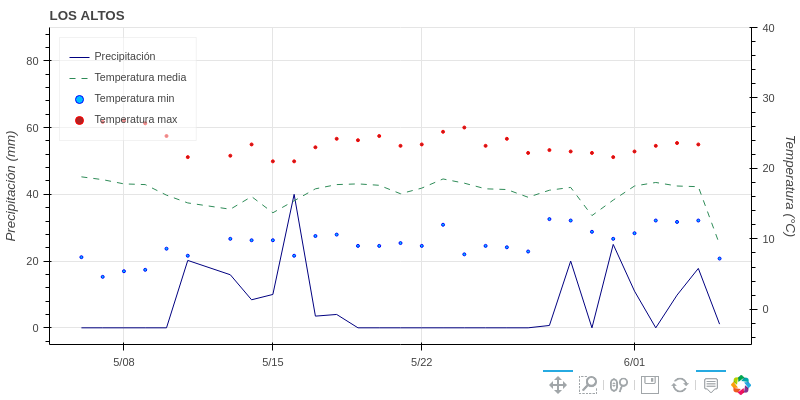 LOS ALTOS
Precipitación
Temperatura media
Temperatura min
Temperatura max
Precipitación (mm)
80
60
40
20
0
Temperatura (°C)
40
30
20
10
0
5/08
5/15
5/22
6/01